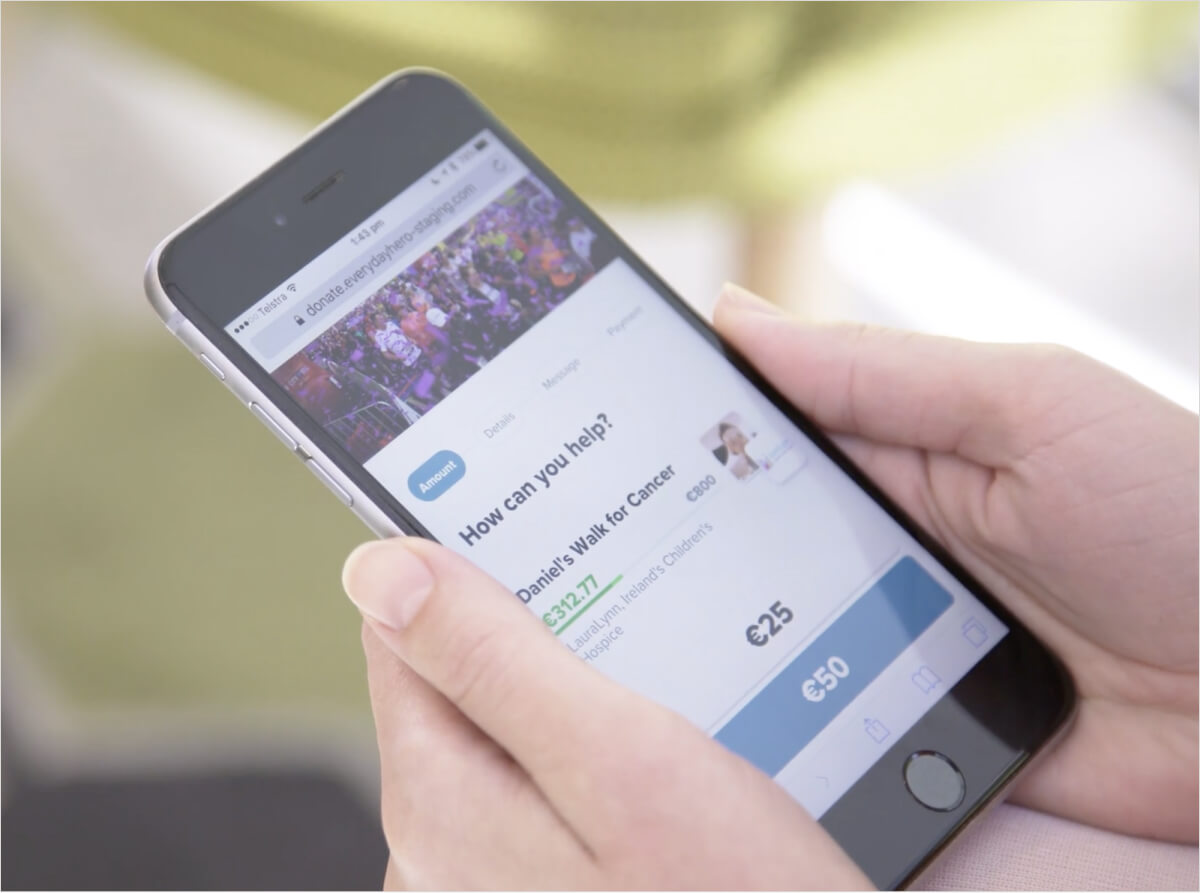 ●●●○○ Telstra 1:43 pm
donate.everydayhero-staging.com
Amount Details Message Payment
How can you help?
Daniel's Walk for Cancer
€312.77 €800
LauraLynn, Ireland's Children's
Hospice
€25
€50